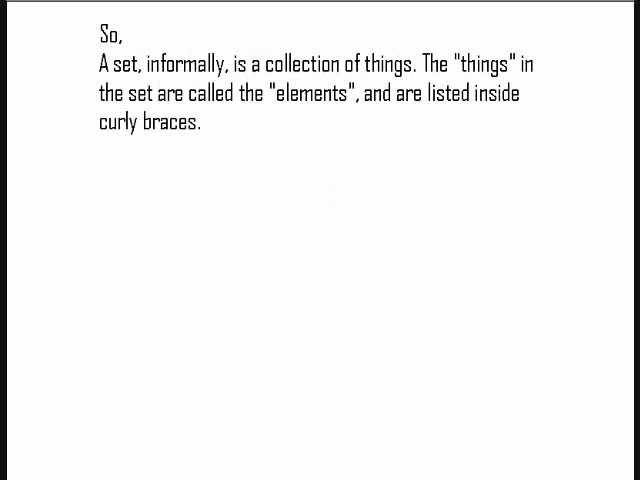 So,
A set, informally, is a collection of things. The "things" in
the set are called the "elements", and are listed inside
curly braces.